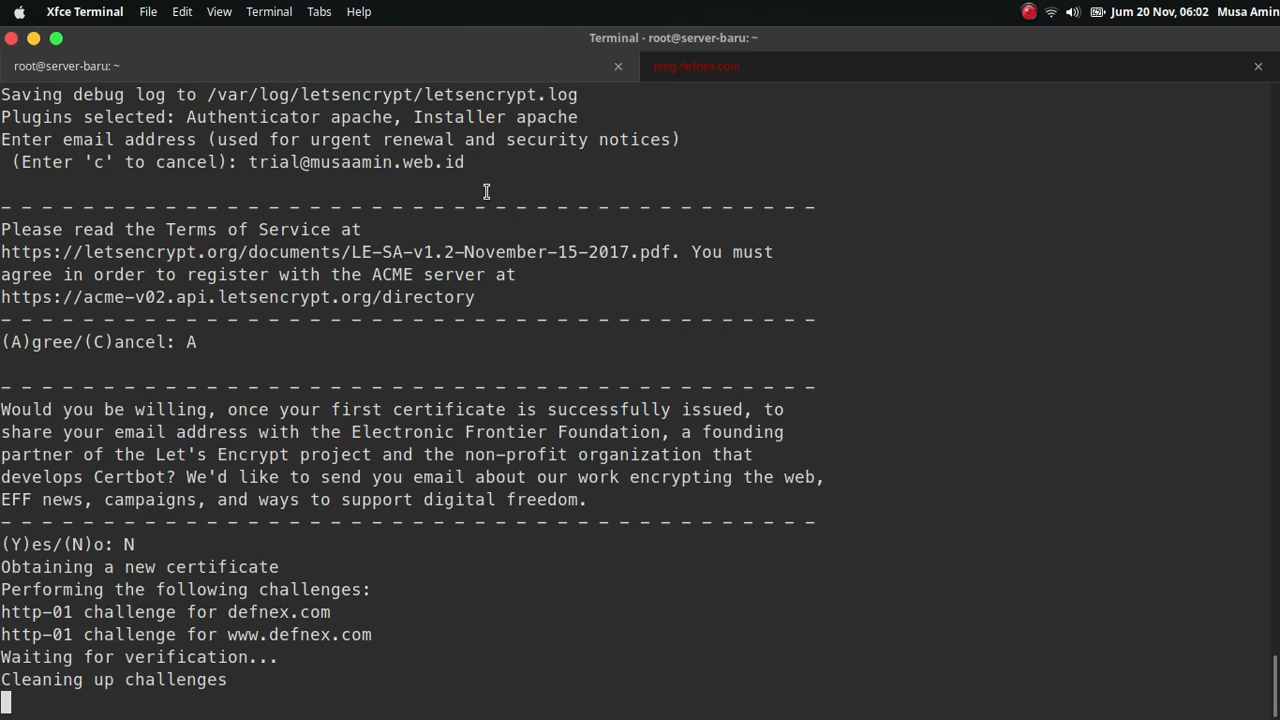 Xfce Terminal File Edit View Terminal Tabs Help Jum 20 Nov, 06:02 Musa Amin
Terminal - root@server-baru: ~
root@server-baru: ~ ping defnex.com
Saving debug log to /var/log/letsencrypt/letsencrypt.log
Plugins selected: Authenticator apache, Installer apache
Enter email address (used for urgent renewal and security notices)
(Enter 'c' to cancel): trial@musaamin.web.id
- - - - - - - - - - - - - - - - - - - - - - - - - - - - - - - - - - - - - - - -
Please read the Terms of Service at
https://letsencrypt.org/documents/LE-SA-v1.2-November-15-2017.pdf. You must
agree in order to register with the ACME server at
https://acme-v02.api.letsencrypt.org/directory
- - - - - - - - - - - - - - - - - - - - - - - - - - - - - - - - - - - - - - - -
(A)gree/(C)ancel: A
- - - - - - - - - - - - - - - - - - - - - - - - - - - - - - - - - - - - - - - -
Would you be willing, once your first certificate is successfully issued, to
share your email address with the Electronic Frontier Foundation, a founding
partner of the Let's Encrypt project and the non-profit organization that
develops Certbot? We'd like to send you email about our work encrypting the web,
EFF news, campaigns, and ways to support digital freedom.
- - - - - - - - - - - - - - - - - - - - - - - - - - - - - - - - - - - - - - - -
(Y)es/(N)o: N
Obtaining a new certificate
Performing the following challenges:
http-01 challenge for defnex.com
http-01 challenge for www.defnex.com
Waiting for verification...
Cleaning up challenges